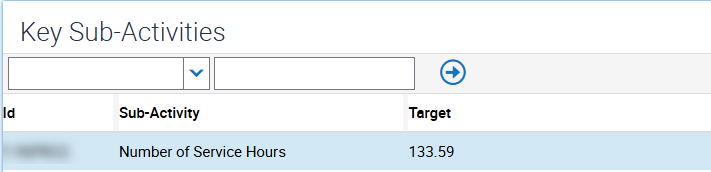 Key Sub-Activities
Id Sub-Activity Target
Number of Service Hours 133.59